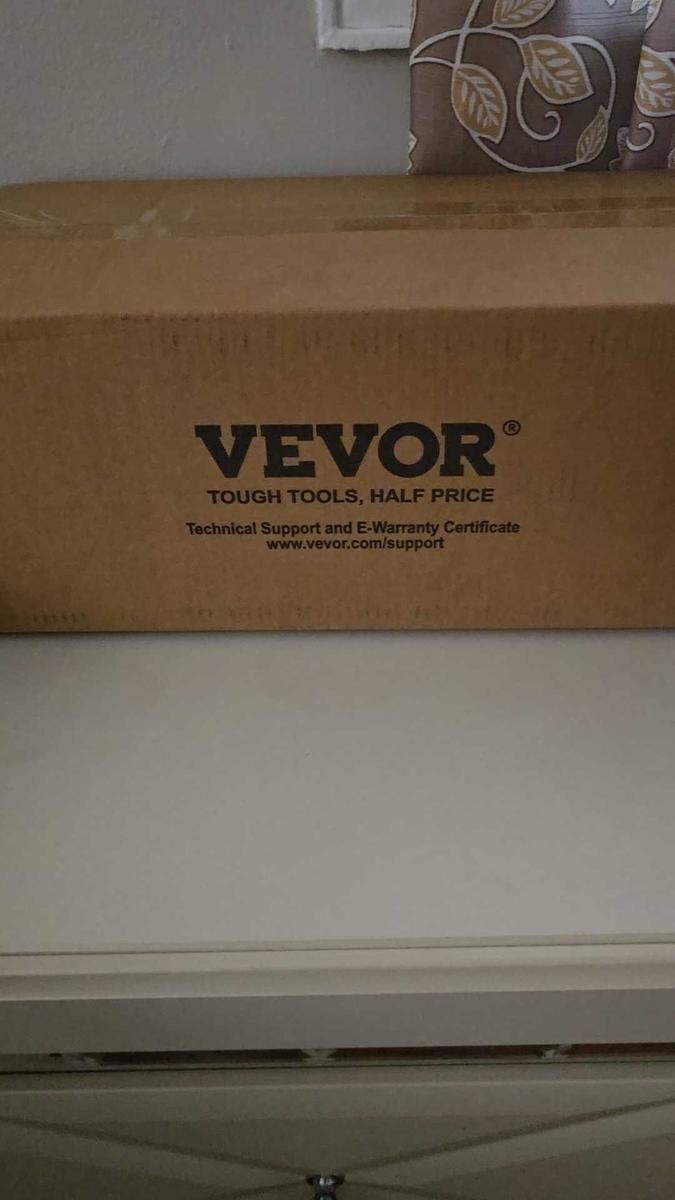 VEVOR®
TOUGH TOOLS, HALF PRICE
Technical Support and E-Warranty Certificate
www.vevor.com/support